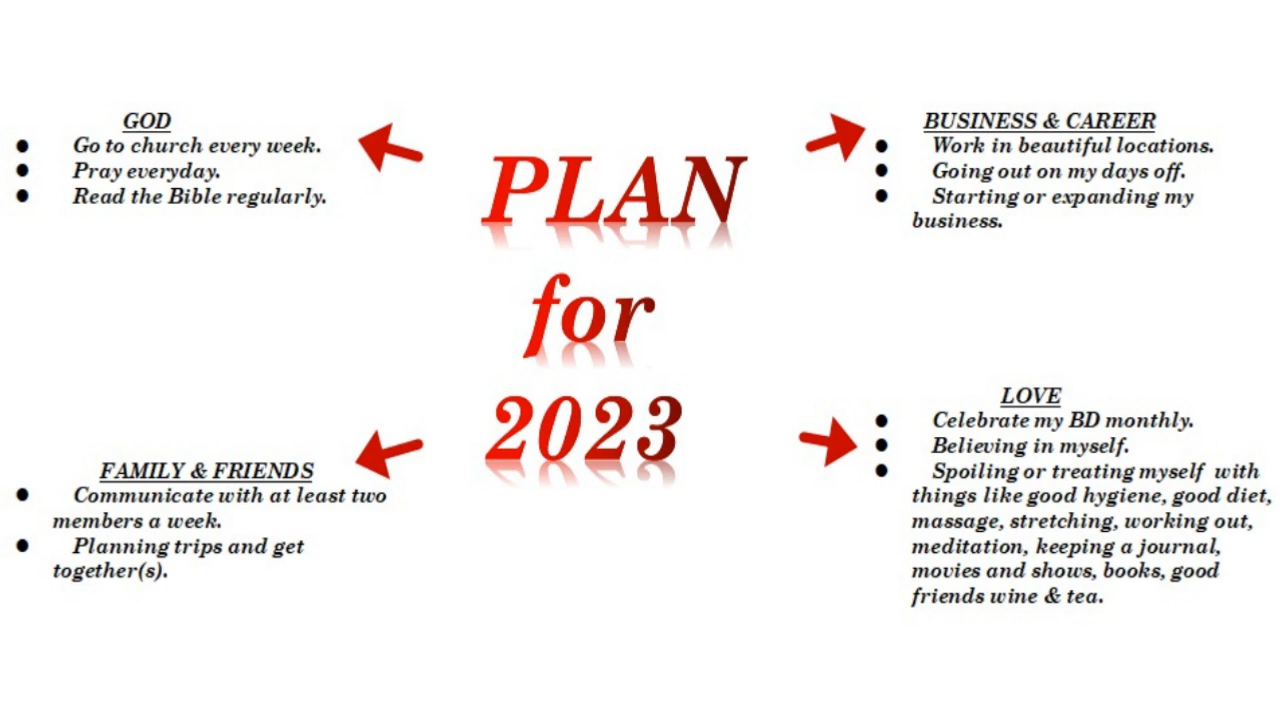 GOD
● Go to church every week.
● Pray everyday.
● Read the Bible regularly.
PLAN
for
2023
BUSINESS & CAREER
● Work in beautiful locations.
● Going out on my days off.
● Starting or expanding my
business.
FAMILY & FRIENDS
● Communicate with at least two
members a week.
● Planning trips and get
together(s).
LOVE
● Celebrate my BD monthly.
● Believing in myself.
● Spoiling or treating myself with
things like good hygiene, good diet,
massage, stretching, working out,
meditation, keeping a journal,
movies and shows, books, good
friends wine & tea.